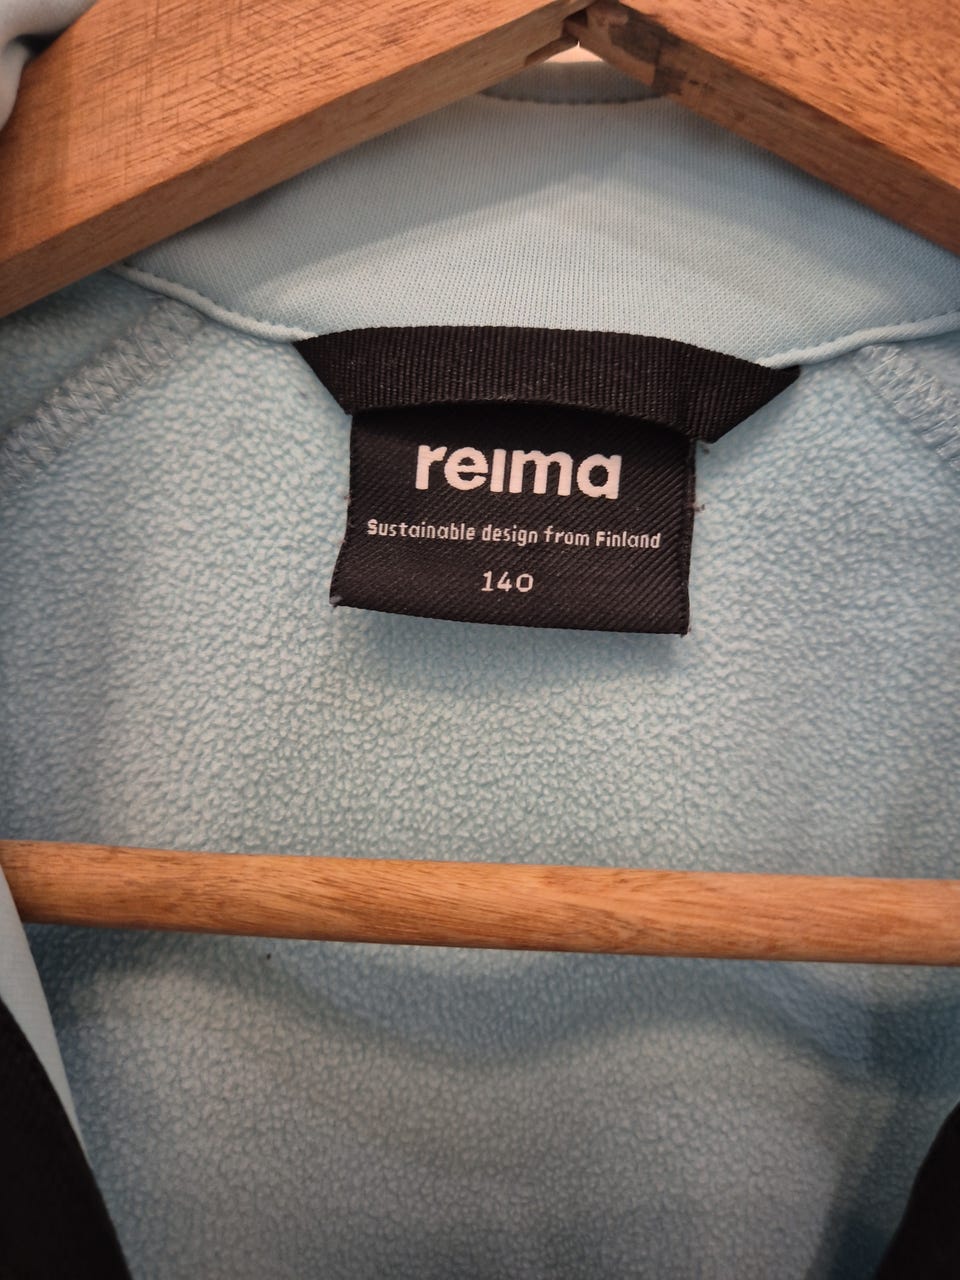 reima
Sustainable design from Finland
140